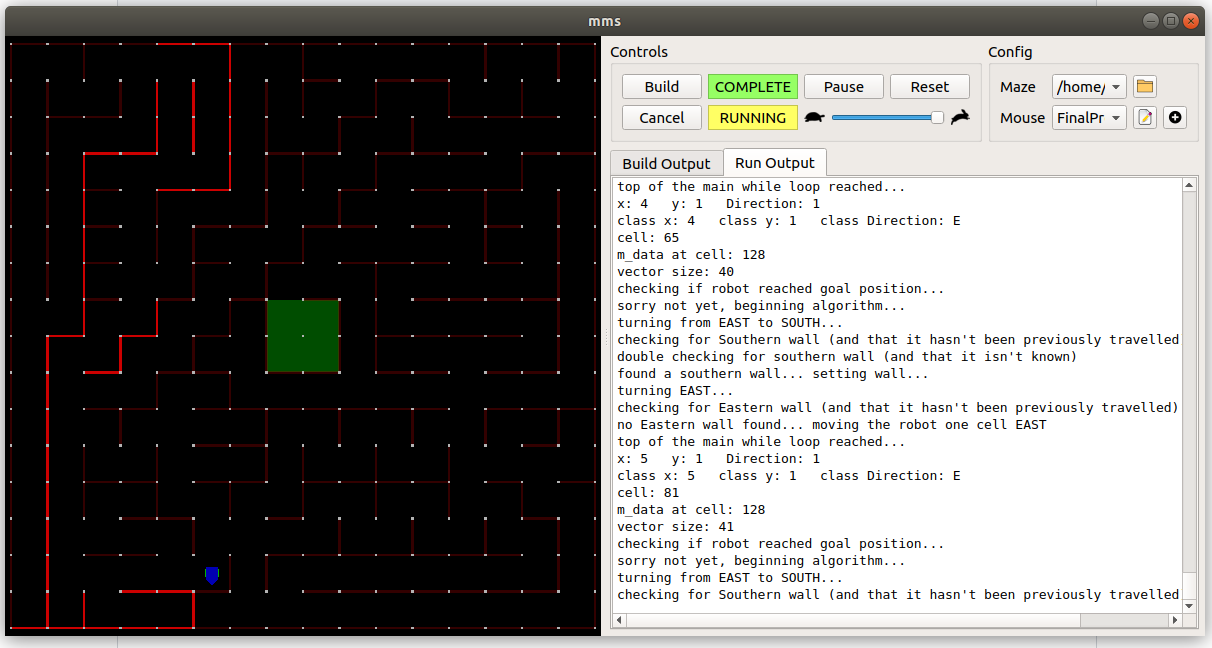 mms
Controls
Config
Build
COMPLETE
Pause
Reset
Maze
/home/
Cancel
RUNNING
Mouse
FinalPr
Build Output
Run Output
top of the main while loop reached...
x: 4   y: 1   Direction: 1
class x: 4   class y: 1   class Direction: E
cell: 65
m_data at cell: 128
vector size: 40
checking if robot reached goal position...
sorry not yet, beginning algorithm...
turning from EAST to SOUTH...
checking for Southern wall (and that it hasn't been previously travelled
double checking for southern wall (and that it isn't known)
found a southern wall... setting wall...
turning EAST...
checking for Eastern wall (and that it hasn't been previously travelled)
no Eastern wall found... moving the robot one cell EAST
top of the main while loop reached...
x: 5   y: 1   Direction: 1
class x: 5   class y: 1   class Direction: E
cell: 81
m_data at cell: 128
vector size: 41
checking if robot reached goal position...
sorry not yet, beginning algorithm...
turning from EAST to SOUTH...
checking for Southern wall (and that it hasn't been previously travelled